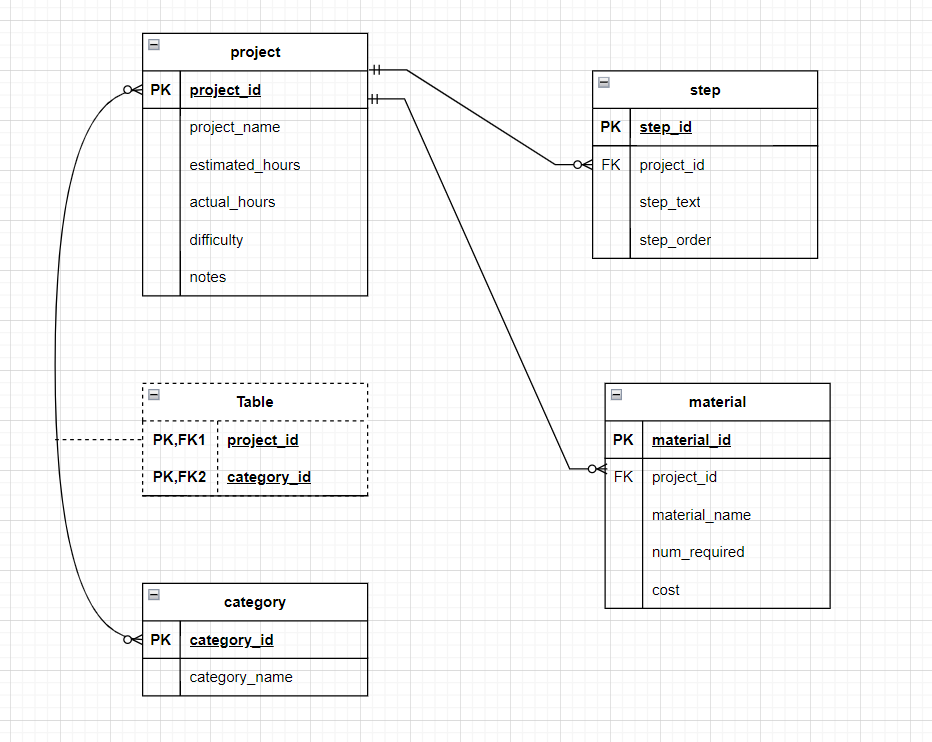 project
PK project_id
project_name
estimated_hours
actual_hours
difficulty
notes
step
PK step_id
FK project_id
step_text
step_order
Table
PK,FK1 project_id
PK,FK2 category_id
material
PK material_id
FK project_id
material_name
num_required
cost
category
PK category_id
category_name